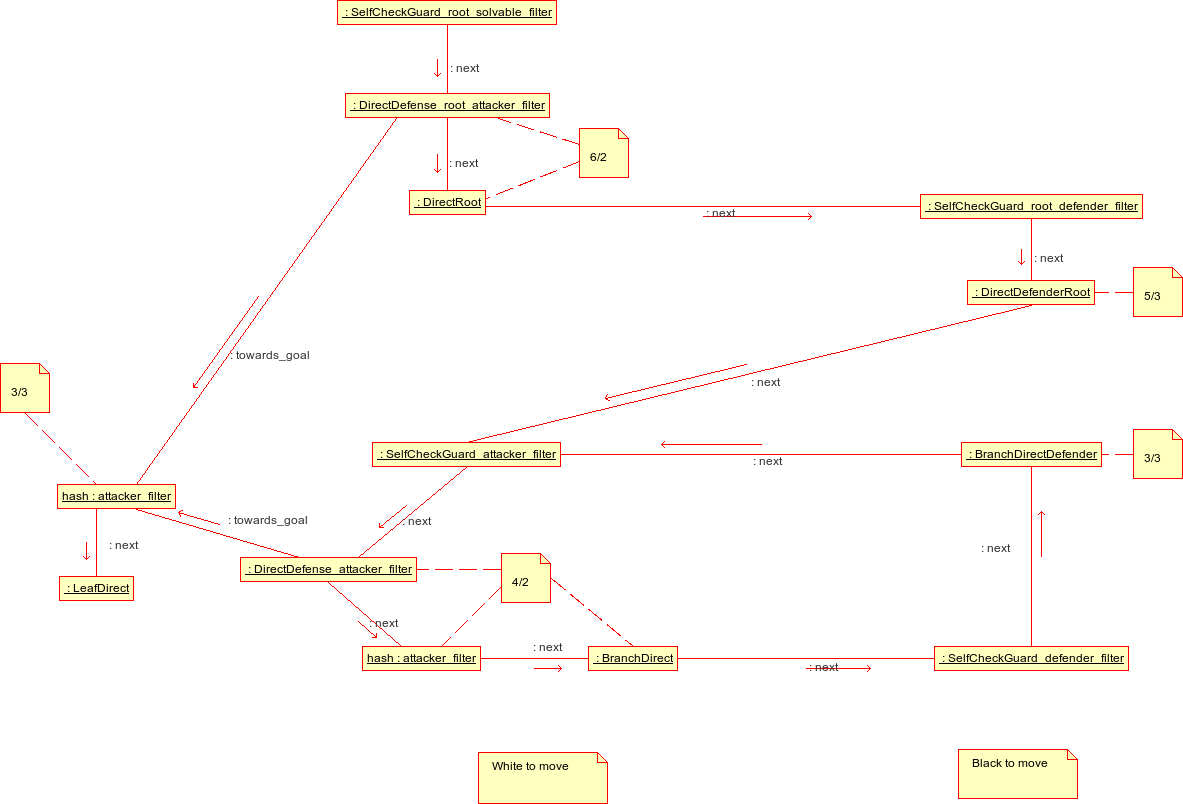 : SelfCheckGuard_root_solvable_filter
: next
: DirectDefense_root_attacker_filter
6/2
: next
: DirectRoot
: SelfCheckGuard_root_defender_filter
: next
: next
: DirectDefenderRoot
5/3
: towards_goal
: next
3/3
: SelfCheckGuard_attacker_filter
: BranchDirectDefender
3/3
: next
hash : attacker_filter
: towards_goal
: next
: next
: next
: DirectDefense_attacker_filter
4/2
: LeafDirect
: next
: next
hash : attacker_filter
: BranchDirect
: next
: SelfCheckGuard_defender_filter
White to move
Black to move